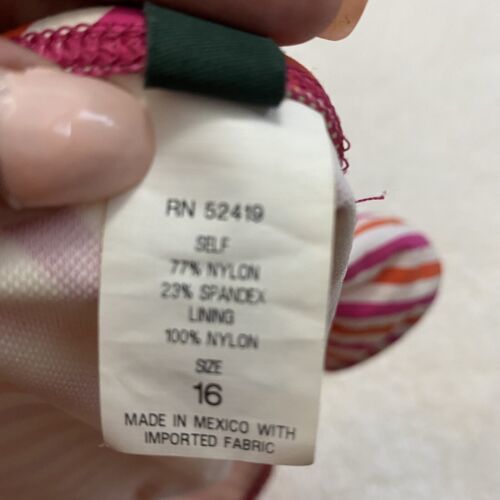 RN 52419
SELF
77% NYLON
23% SPANDEX
LINING
100% NYLON
SIZE
16
MADE IN MEXICO WITH
IMPORTED FABRIC